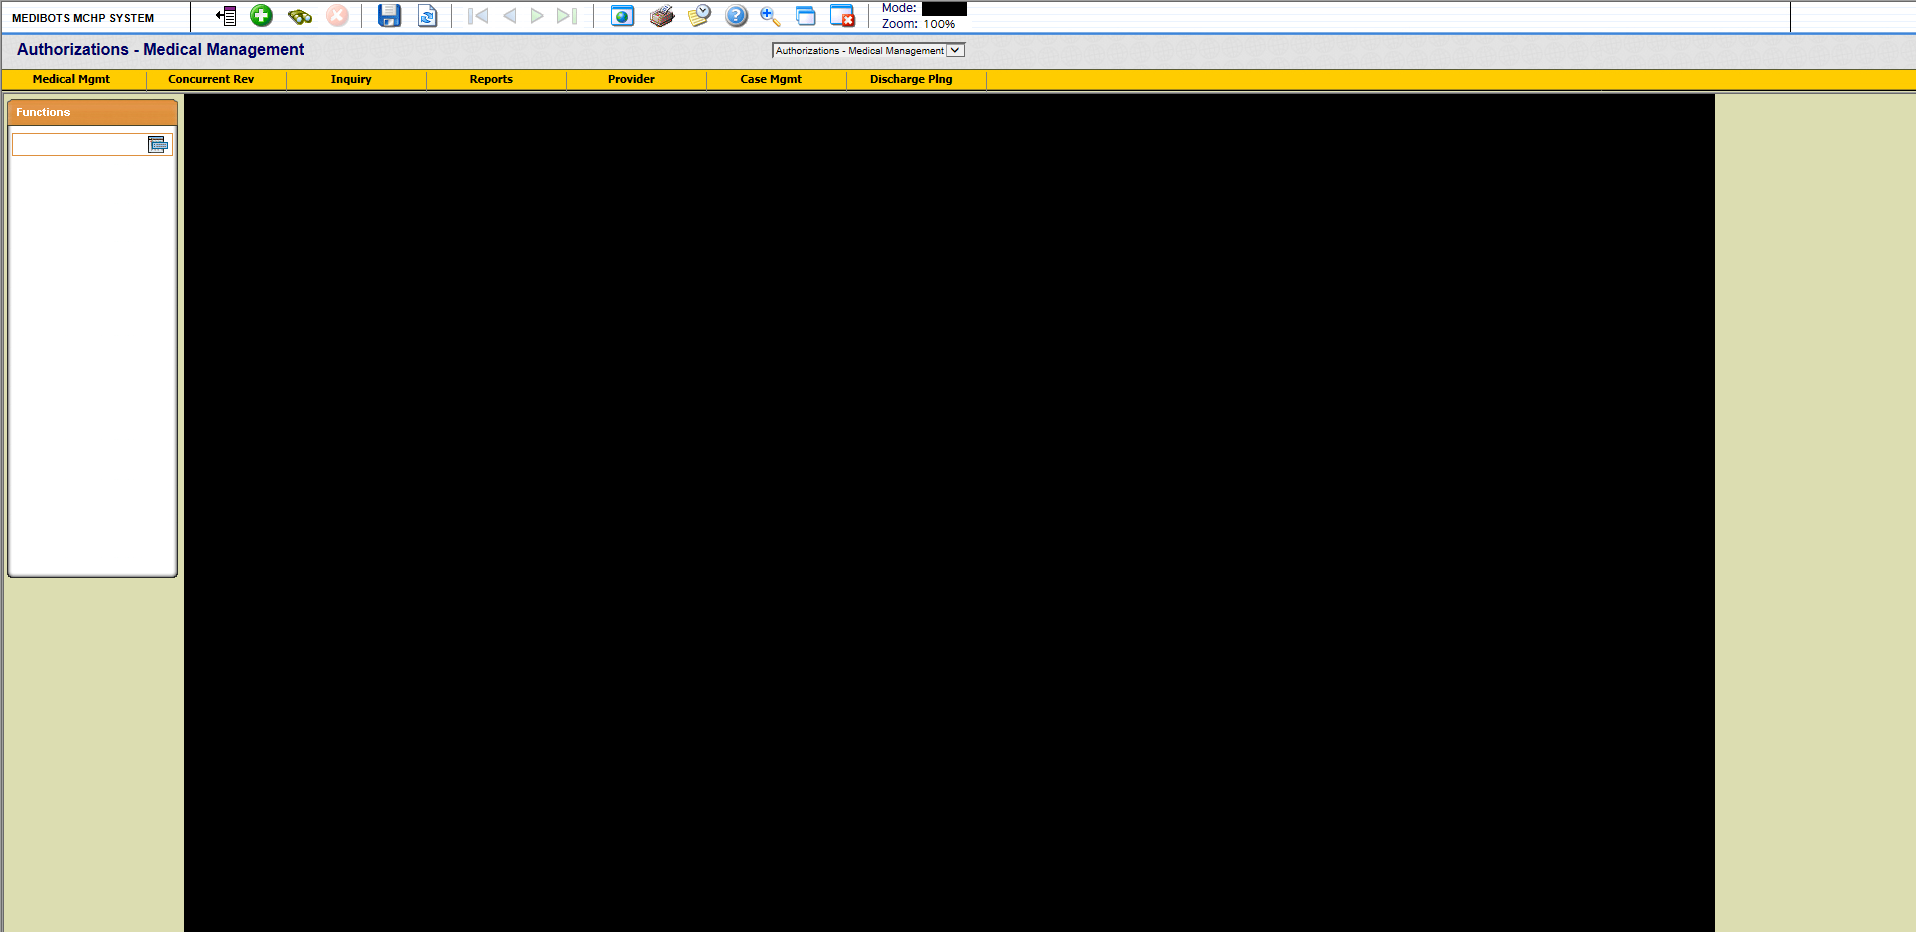 MEDIBOTS MCHP SYSTEM
Mode:
Zoom: 100%
Authorizations - Medical Management
Authorizations - Medical Management
Medical Mgmt
Concurrent Rev
Inquiry
Reports
Provider
Case Mgmt
Discharge Plng
Functions